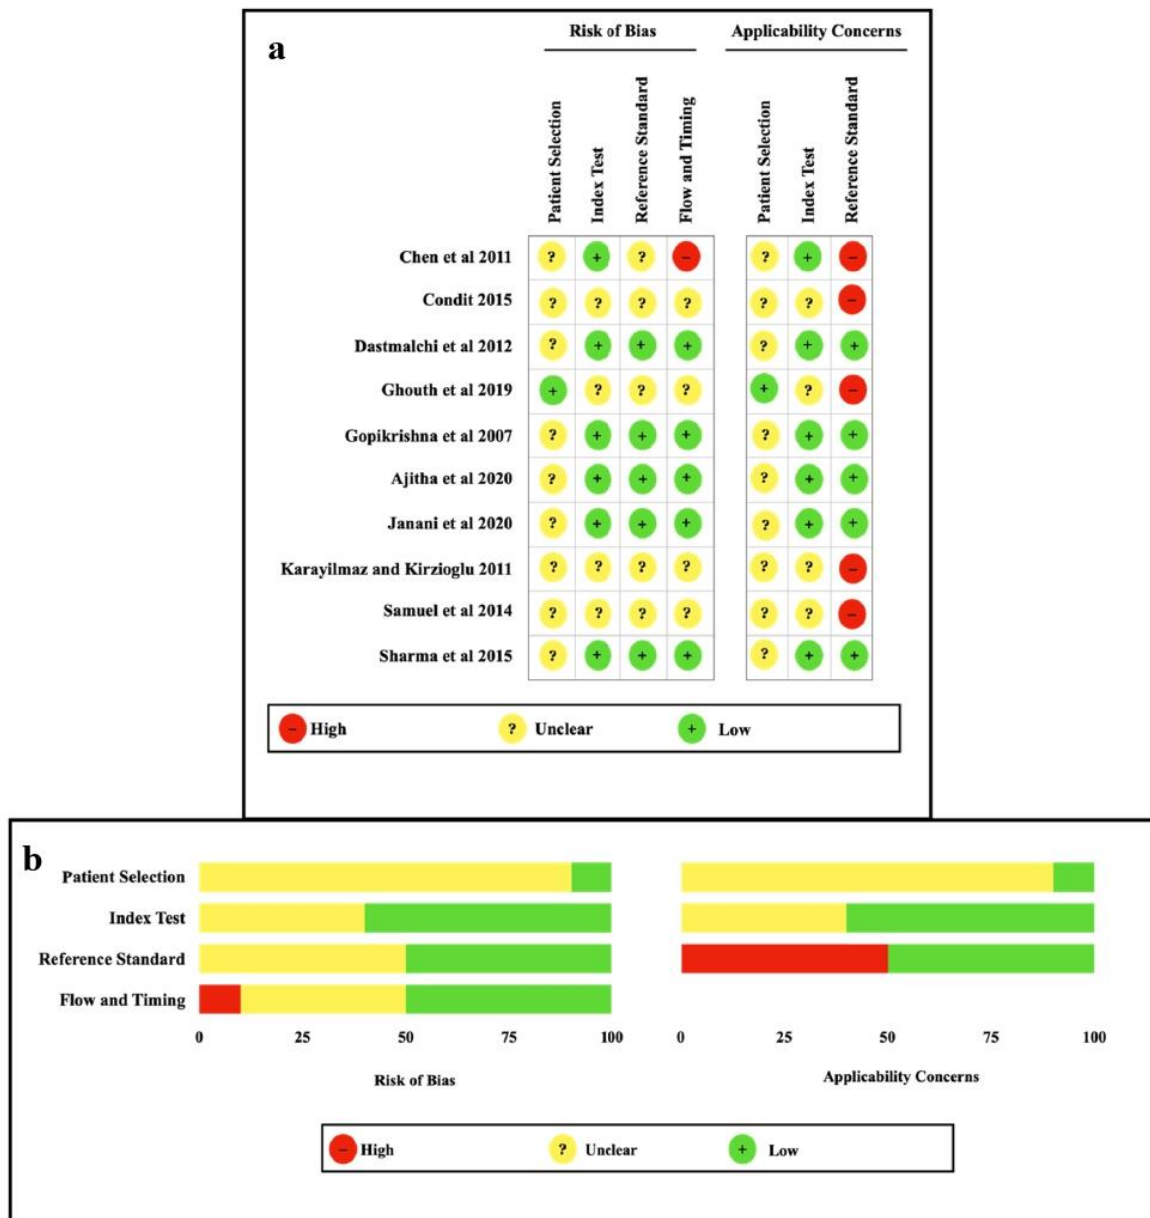 a
Risk of Bias
Applicability Concerns
Patient Selection
Index Test
Reference Standard
Flow and Timing
Patient Selection
Index Test
Reference Standard
Chen et al 2011 ? + ? − ? + −
Condit 2015 ? ? ? ? ? ? −
Dastmalchi et al 2012 ? + + + ? + +
Ghouth et al 2019 + ? ? ? + ? −
Gopikrishna et al 2007 ? + + + ? + +
Ajitha et al 2020 ? + + + ? + +
Janani et al 2020 ? + + + ? + +
Karayilmaz and Kirzioglu 2011 ? ? ? ? ? ? −
Samuel et al 2014 ? ? ? ? ? ? −
Sharma et al 2015 ? + + + ? + +
− High ? Unclear + Low
b
Patient Selection
Index Test
Reference Standard
Flow and Timing
0 25 50 75 100
Risk of Bias
0 25 50 75 100
Applicability Concerns
− High ? Unclear + Low